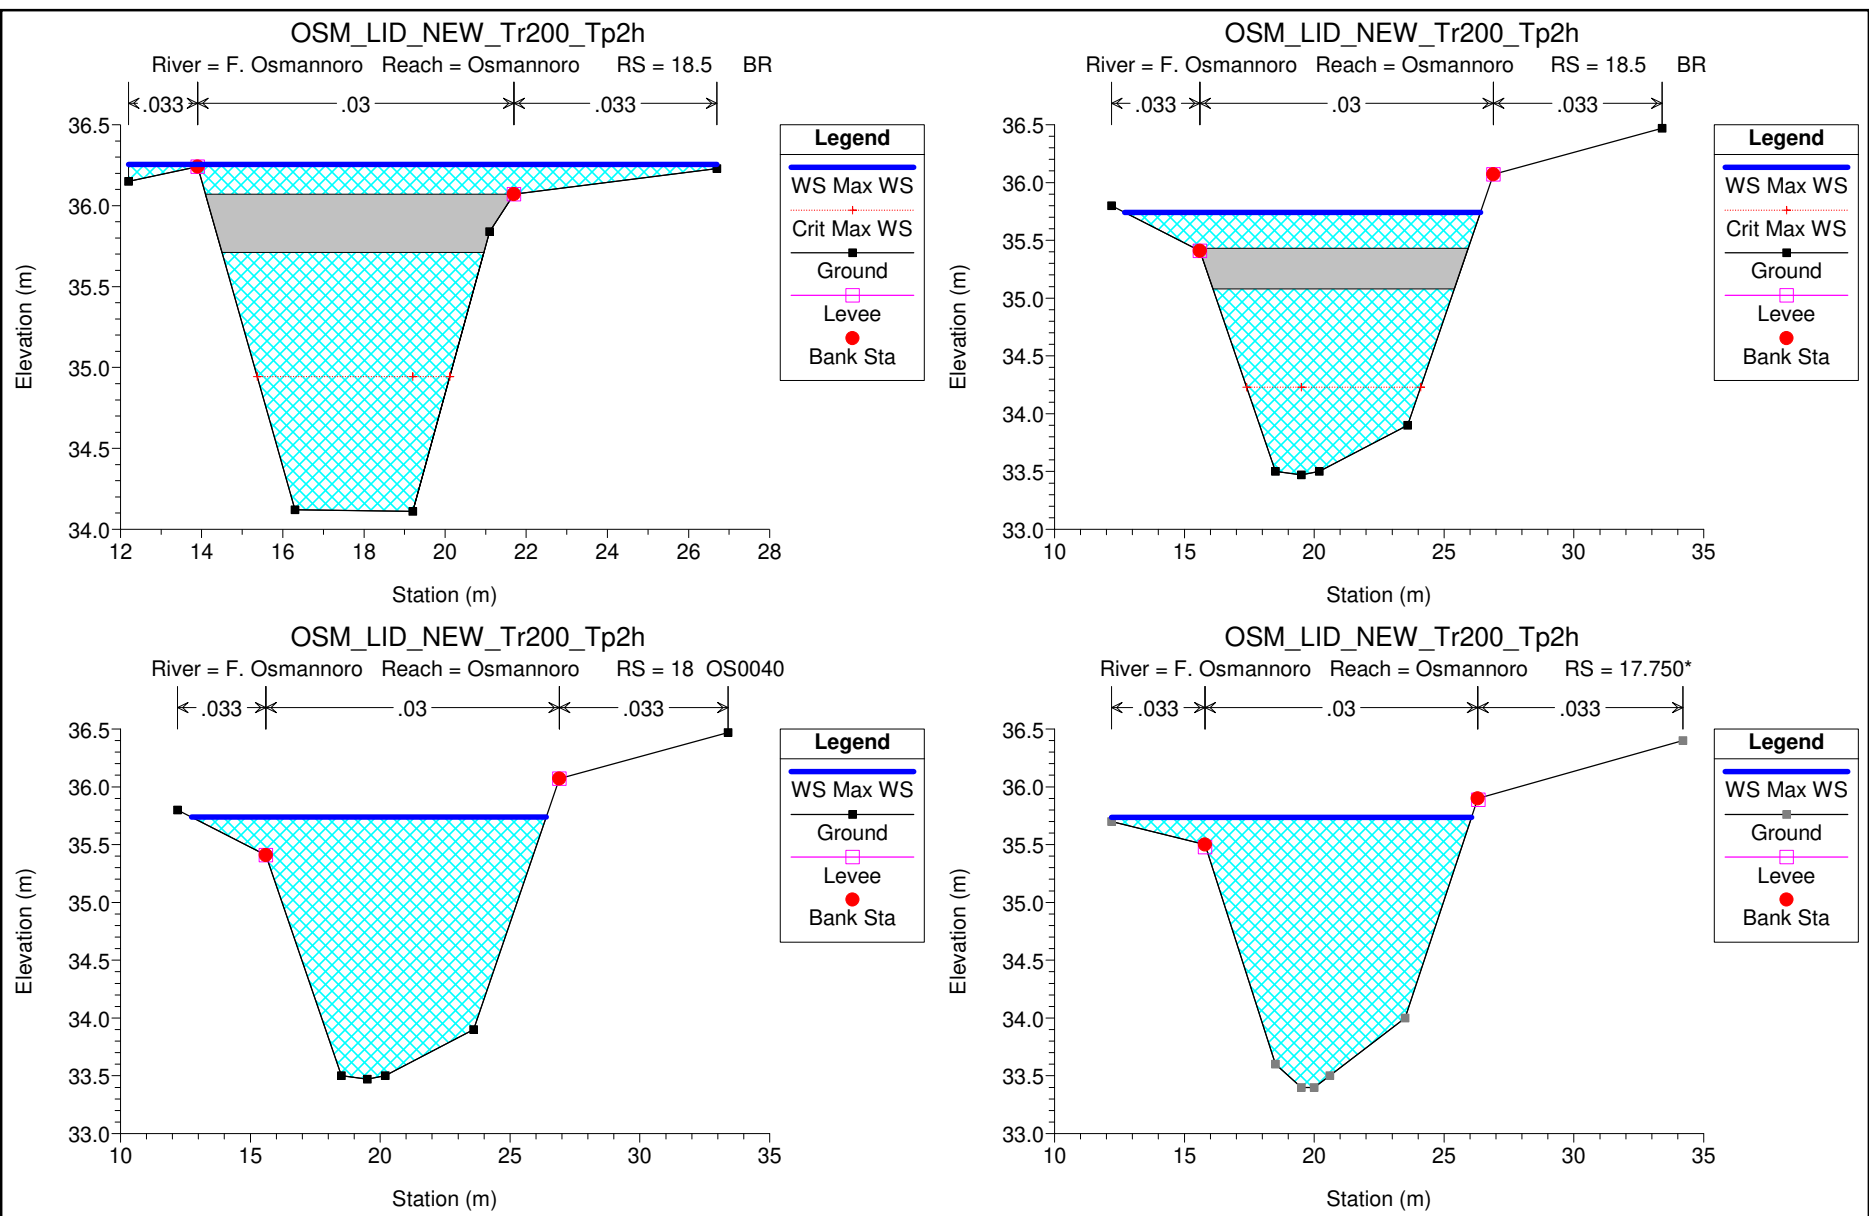 OSM_LID_NEW_Tr200_Tp2h
River = F. Osmannoro Reach = Osmannoro RS = 18.5 BR
.033 .03 .033
36.5
36.0
35.5
35.0
34.5
34.0
12 14 16 18 20 22 24 26 28
Station (m)
Elevation (m)
Legend
WS Max WS
Crit Max WS
Ground
Levee
Bank Sta
OSM_LID_NEW_Tr200_Tp2h
River = F. Osmannoro Reach = Osmannoro RS = 18.5 BR
.033 .03 .033
36.5
36.0
35.5
35.0
34.5
34.0
33.5
33.0
10 15 20 25 30 35
Station (m)
Elevation (m)
Legend
WS Max WS
Crit Max WS
Ground
Levee
Bank Sta
OSM_LID_NEW_Tr200_Tp2h
River = F. Osmannoro Reach = Osmannoro RS = 18 OS0040
.033 .03 .033
36.5
36.0
35.5
35.0
34.5
34.0
33.5
33.0
10 15 20 25 30 35
Station (m)
Elevation (m)
Legend
WS Max WS
Ground
Levee
Bank Sta
OSM_LID_NEW_Tr200_Tp2h
River = F. Osmannoro Reach = Osmannoro RS = 17.750*
.033 .03 .033
36.5
36.0
35.5
35.0
34.5
34.0
33.5
33.0
10 15 20 25 30 35
Station (m)
Elevation (m)
Legend
WS Max WS
Ground
Levee
Bank Sta